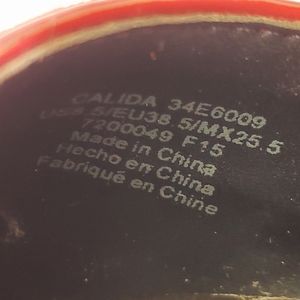 CALIDA 34E6009
US8.5/EU38.5/MX25.5
7200049 F15
Made in China
Hecho en China
Fabriqué en Chine